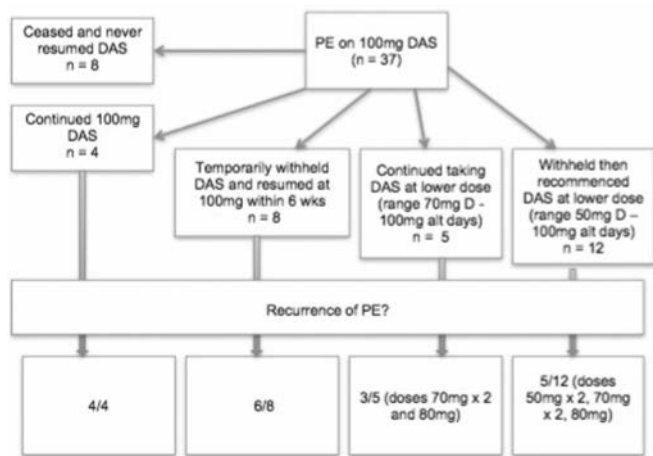 Ceased and never
resumed DAS
n = 8
PE on 100mg DAS
(n = 37)
Continued 100mg
DAS
n = 4
Temporarily withheld
DAS and resumed at
100mg within 6 wks
n = 8
Continued taking
DAS at lower dose
(range 70mg D -
100mg alt days)
n = 5
Withheld then
recommenced
DAS at lower dose
(range 50mg D –
100mg alt days)
n = 12
Recurrence of PE?
4/4
6/8
3/5 (doses 70mg x 2
and 80mg)
5/12 (doses
50mg x 2, 70mg
x 2, 80mg)